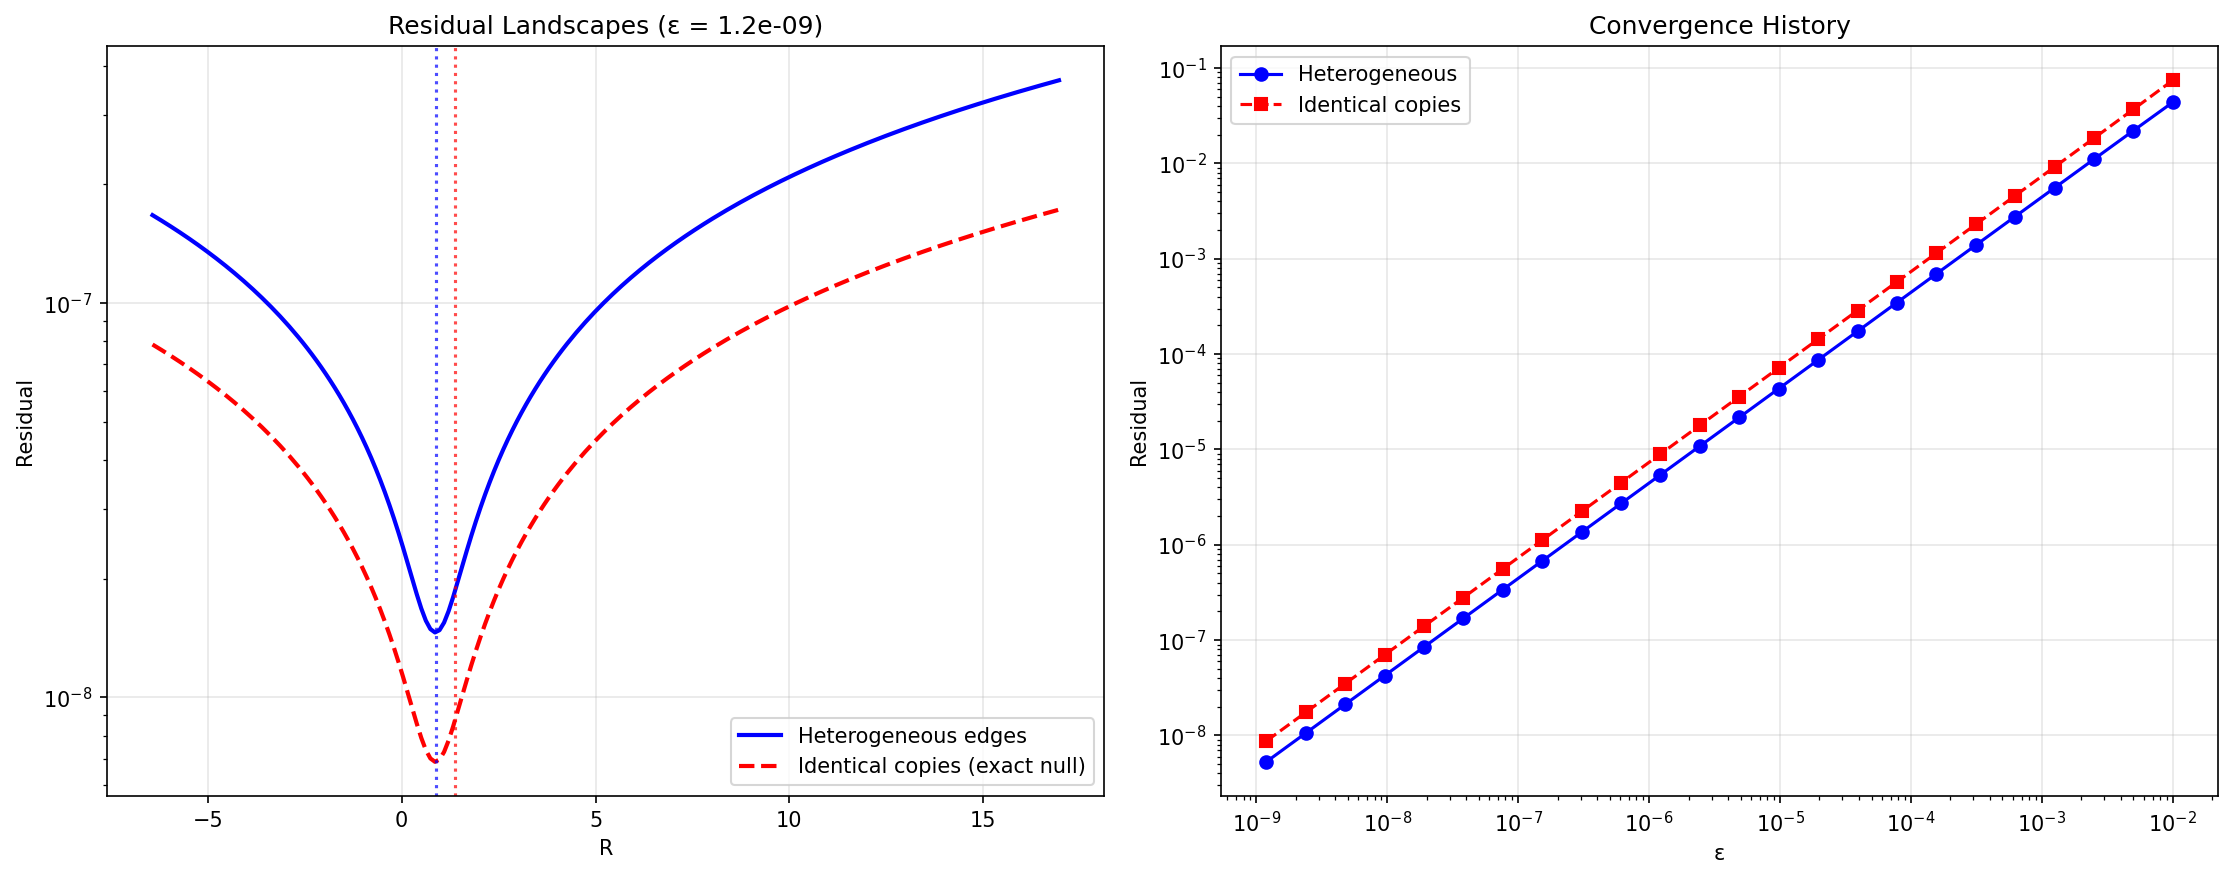 Residual Landscapes (ε = 1.2e-09)
Residual
10⁻⁷
10⁻⁸
−5
0
5
10
15
R
Heterogeneous edges
Identical copies (exact null)
Convergence History
Heterogeneous
Identical copies
Residual
10⁻¹
10⁻²
10⁻³
10⁻⁴
10⁻⁵
10⁻⁶
10⁻⁷
10⁻⁸
10⁻⁹
10⁻⁸
10⁻⁷
10⁻⁶
10⁻⁵
10⁻⁴
10⁻³
10⁻²
ε